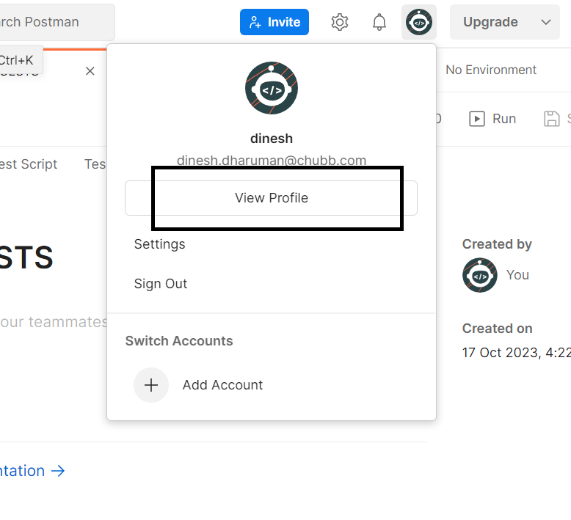 arch Postman
Invite
Upgrade
Ctrl+K
No Environment
dinesh
Run
dinesh.dharuman@chubb.com
est Script
Tes
View Profile
STS
Settings
Created by
You
Sign Out
our teammates
Created on
Switch Accounts
17 Oct 2023, 4:22
Add Account
ntation →